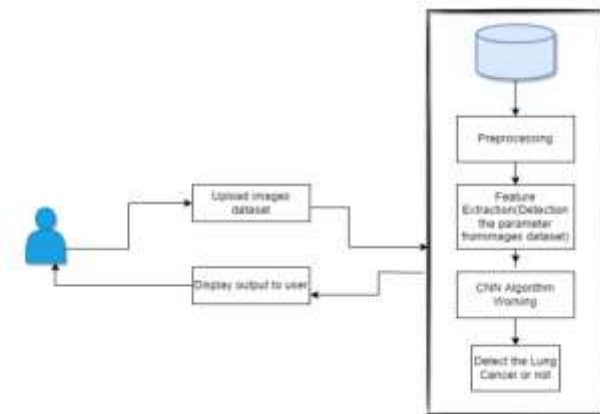 Preprocessing
Upload images
dataset
Feature
Extraction(Detection
the parameter
fromimages dataset)
Display output to user
CNN Algorithm
Working
Detect the Lung
Cancer or not